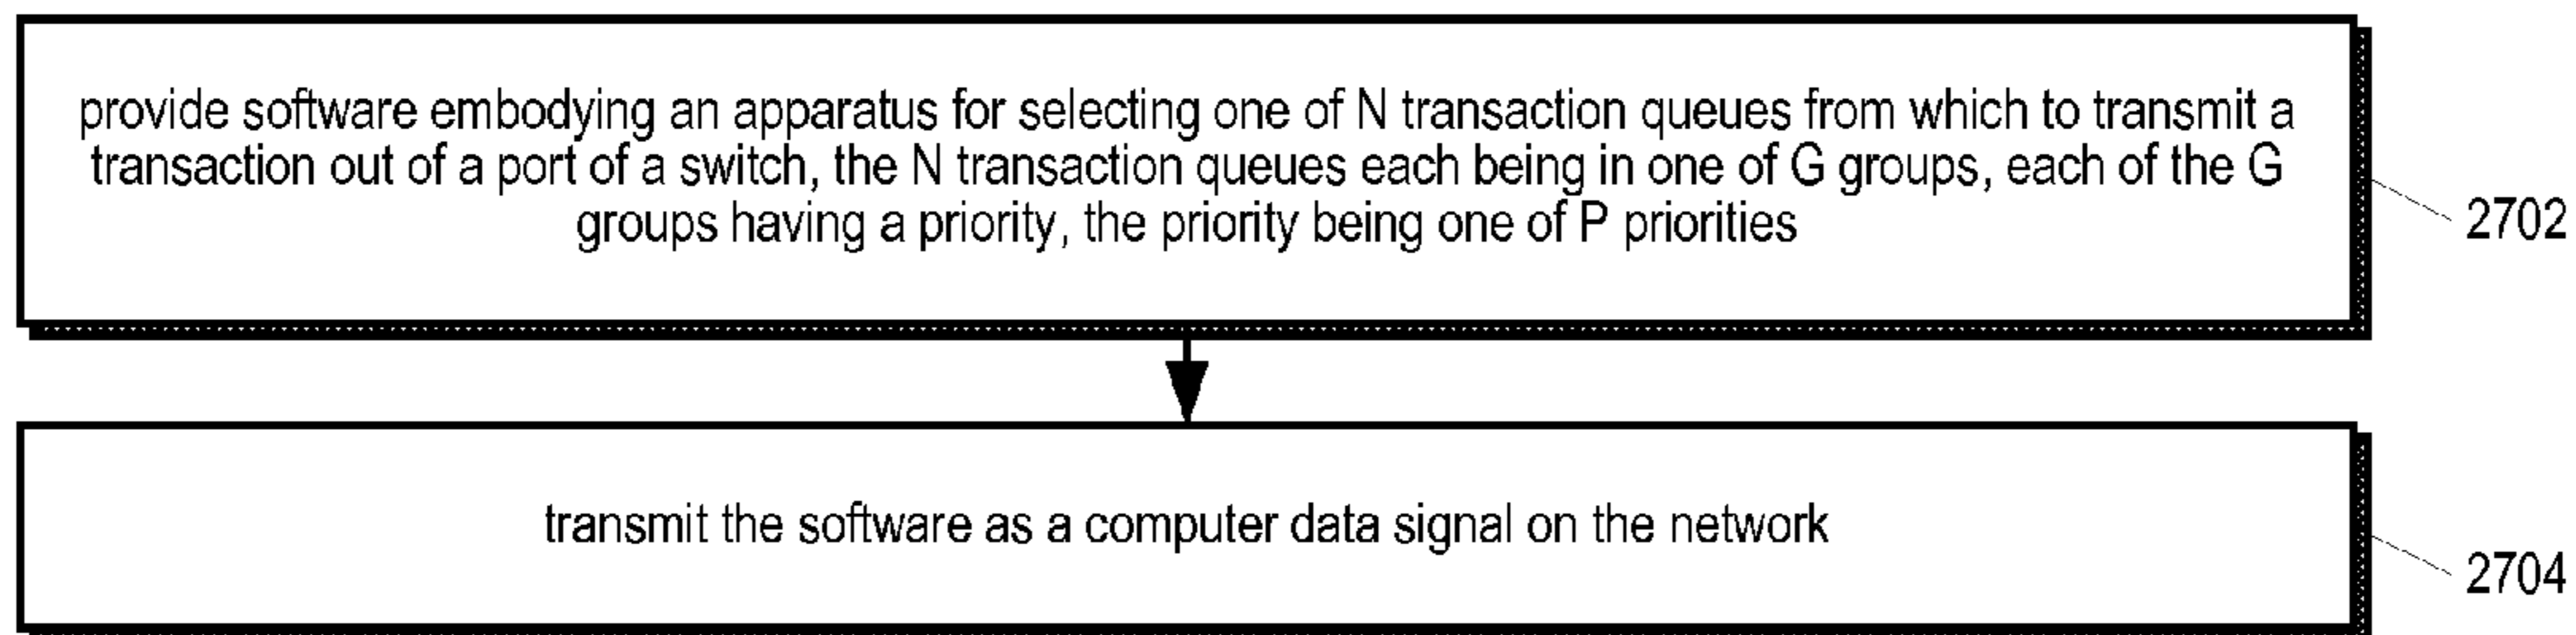 provide software embodying an apparatus for selecting one of N transaction queues from which to transmit a
transaction out of a port of a switch, the N transaction queues each being in one of G groups, each of the G
groups having a priority, the priority being one of P priorities
2702
transmit the software as a computer data signal on the network
2704